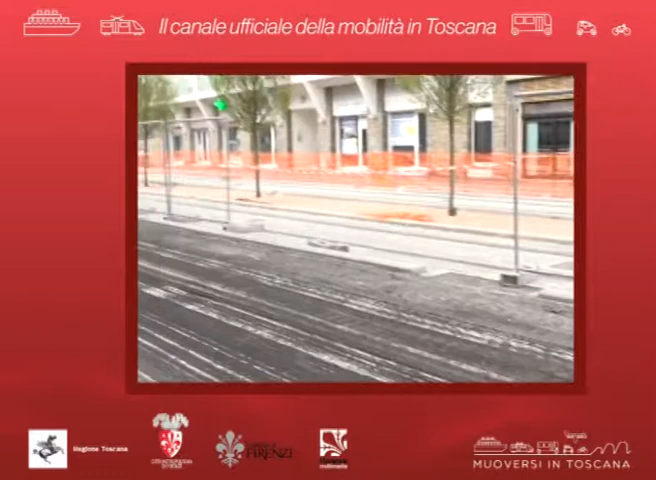 Il canale ufficiale della mobilità in Toscana
Regione Toscana
FIRENZE
MUOVERSI IN TOSCANA